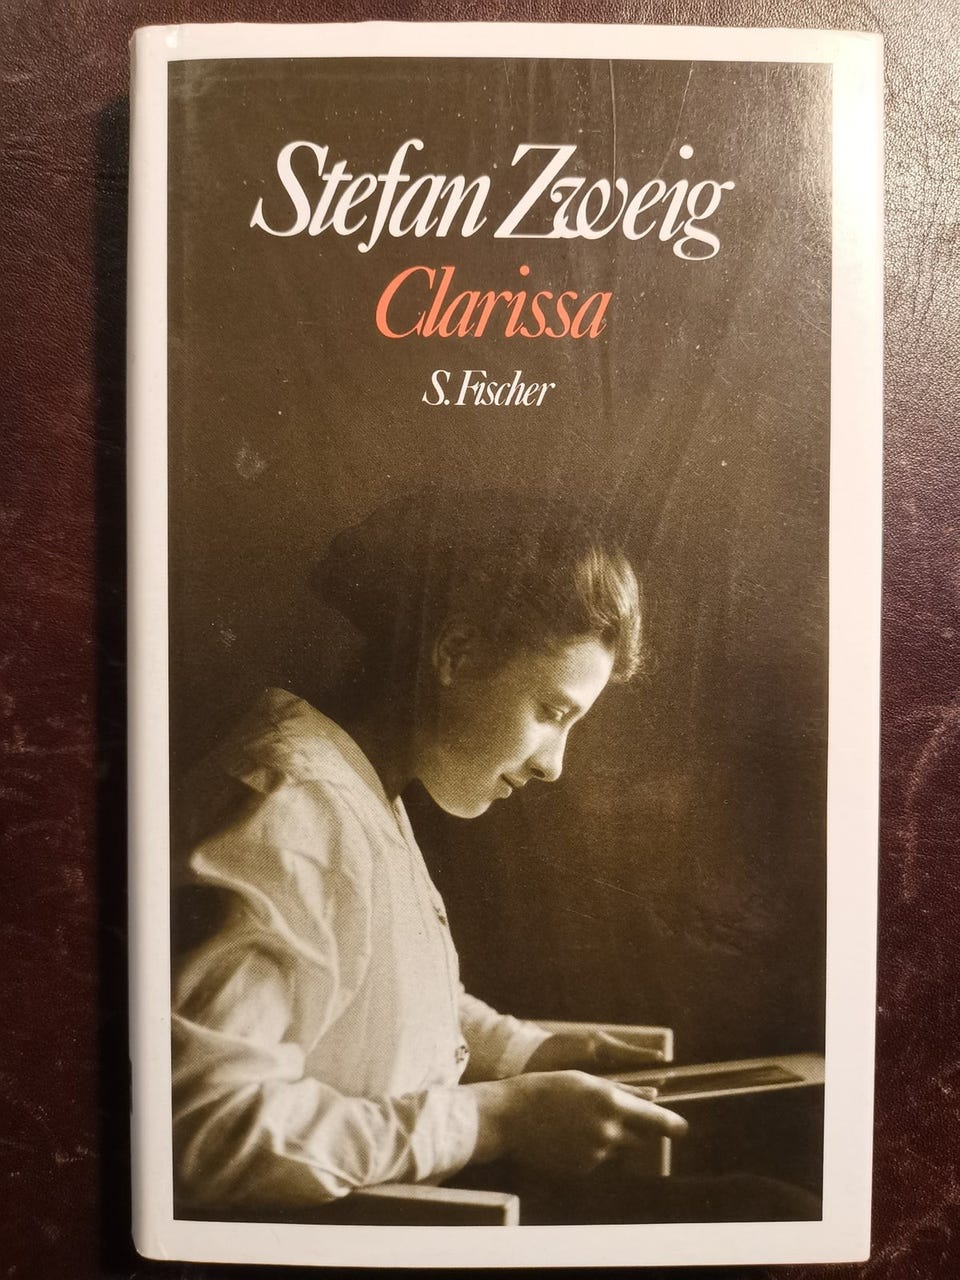 Stefan Zweig
Clarissa
S. Fischer